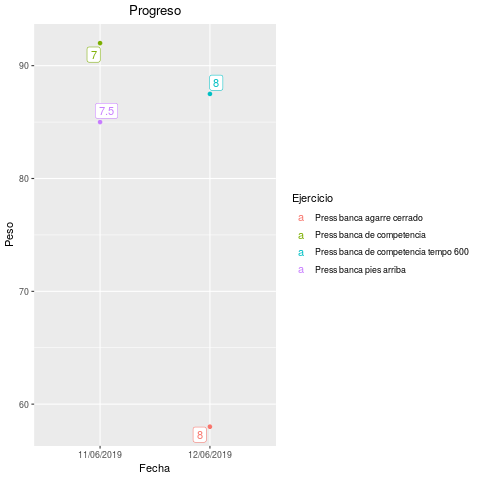 Progreso
90
80
70
60
7
8
7.5
8
11/06/2019
12/06/2019
Peso
Fecha
Ejercicio
a Press banca agarre cerrado
a Press banca de competencia
a Press banca de competencia tempo 600
a Press banca pies arriba